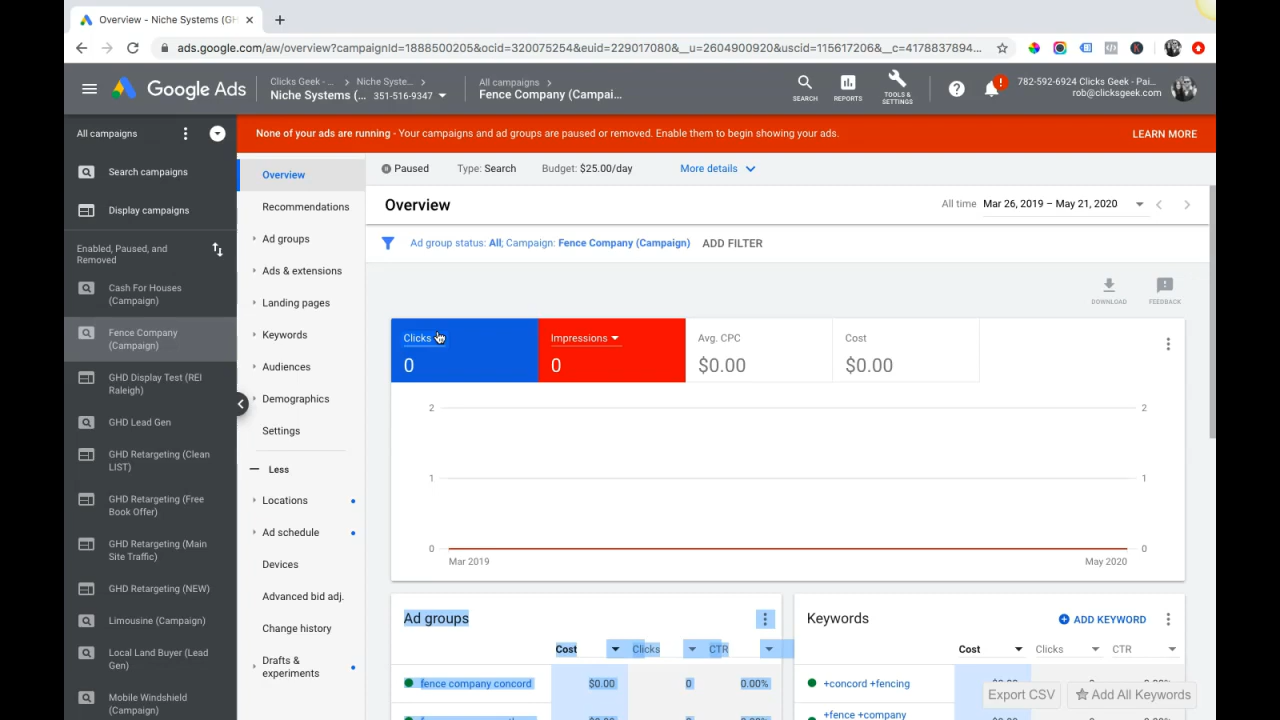 Overview - Niche Systems (GH
ads.google.com/aw/overview?campaignId=1888500205&ocid=320075254&euid=229017080&__u=2604900920&uscid=115617206&__c=4178837894...
Google Ads
Clicks Geek - ... > Niche Syste... >
Niche Systems (... 351-516-9347
All campaigns >
Fence Company (Campai...
SEARCH
REPORTS
TOOLS &
SETTINGS
782-592-6924 Clicks Geek - Pai...
rob@clicksgeek.com
All campaigns
None of your ads are running - Your campaigns and ad groups are paused or removed. Enable them to begin showing your ads.
LEARN MORE
Search campaigns
Display campaigns
Enabled, Paused, and
Removed
Cash For Houses
(Campaign)
Fence Company
(Campaign)
GHD Display Test (REI
Raleigh)
GHD Lead Gen
GHD Retargeting (Clean
LIST)
GHD Retargeting (Free
Book Offer)
GHD Retargeting (Main
Site Traffic)
GHD Retargeting (NEW)
Limousine (Campaign)
Local Land Buyer (Lead
Gen)
Mobile Windshield
(Campaign)
Overview
Recommendations
Ad groups
Ads & extensions
Landing pages
Keywords
Audiences
Demographics
Settings
Less
Locations
Ad schedule
Devices
Advanced bid adj.
Change history
Drafts &
experiments
Paused Type: Search Budget: $25.00/day More details
Overview
All time Mar 26, 2019 – May 21, 2020
Ad group status: All; Campaign: Fence Company (Campaign) ADD FILTER
DOWNLOAD
FEEDBACK
Clicks
0
Impressions
0
Avg. CPC
$0.00
Cost
$0.00
2 2
1 1
0 0
Mar 2019 May 2020
Ad groups
Cost Clicks CTR
fence company concord $0.00 0 0.00%
Keywords
ADD KEYWORD
Cost Clicks CTR
+concord +fencing
+fence +company
Export CSV
Add All Keywords